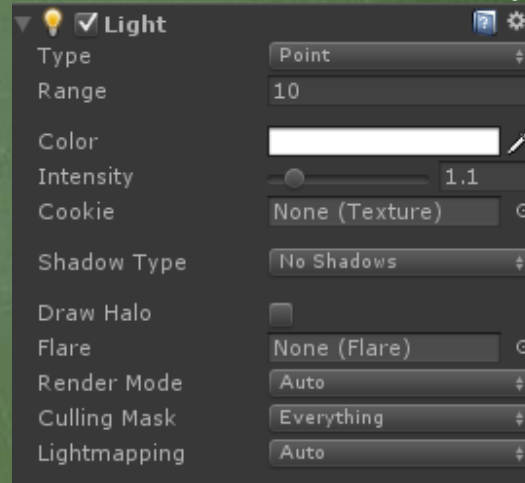 Light
Type Point
Range 10
Color
Intensity 1.1
Cookie None (Texture)
Shadow Type No Shadows
Draw Halo
Flare None (Flare)
Render Mode Auto
Culling Mask Everything
Lightmapping Auto